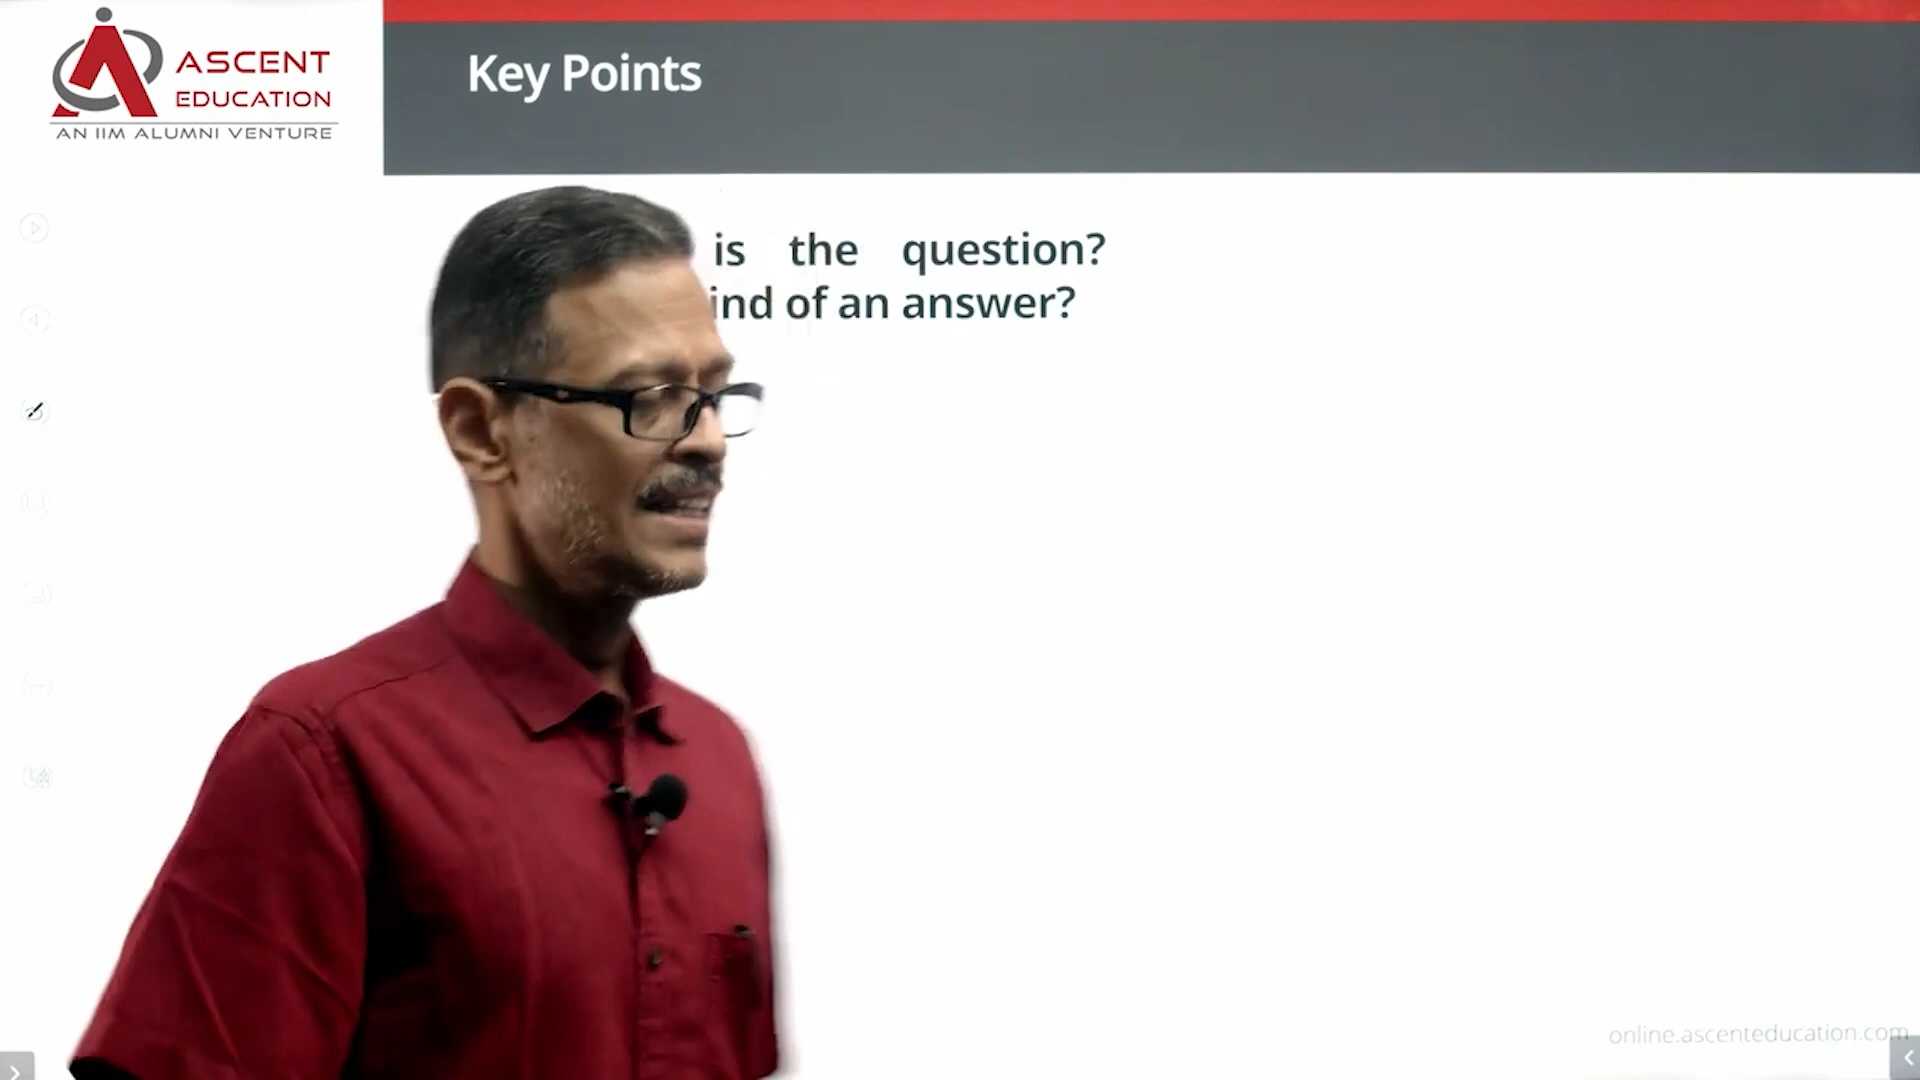 ASCENT
EDUCATION
AN IIM ALUMNI VENTURE
Key Points
is the question?
ind of an answer?
online.ascenteducation.com